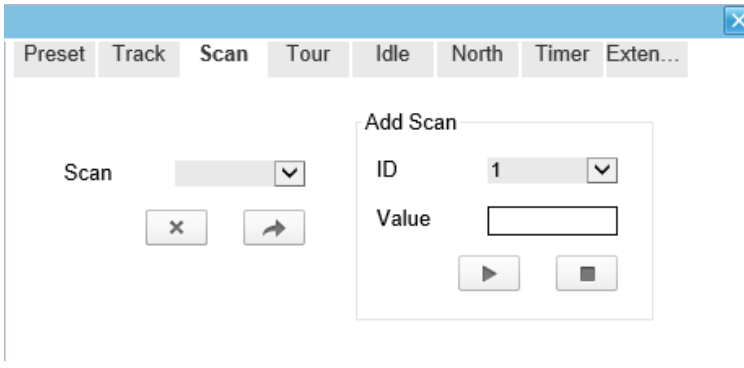 Preset Track Scan Tour Idle North Timer Exten...
Add Scan
Scan
ID 1
Value